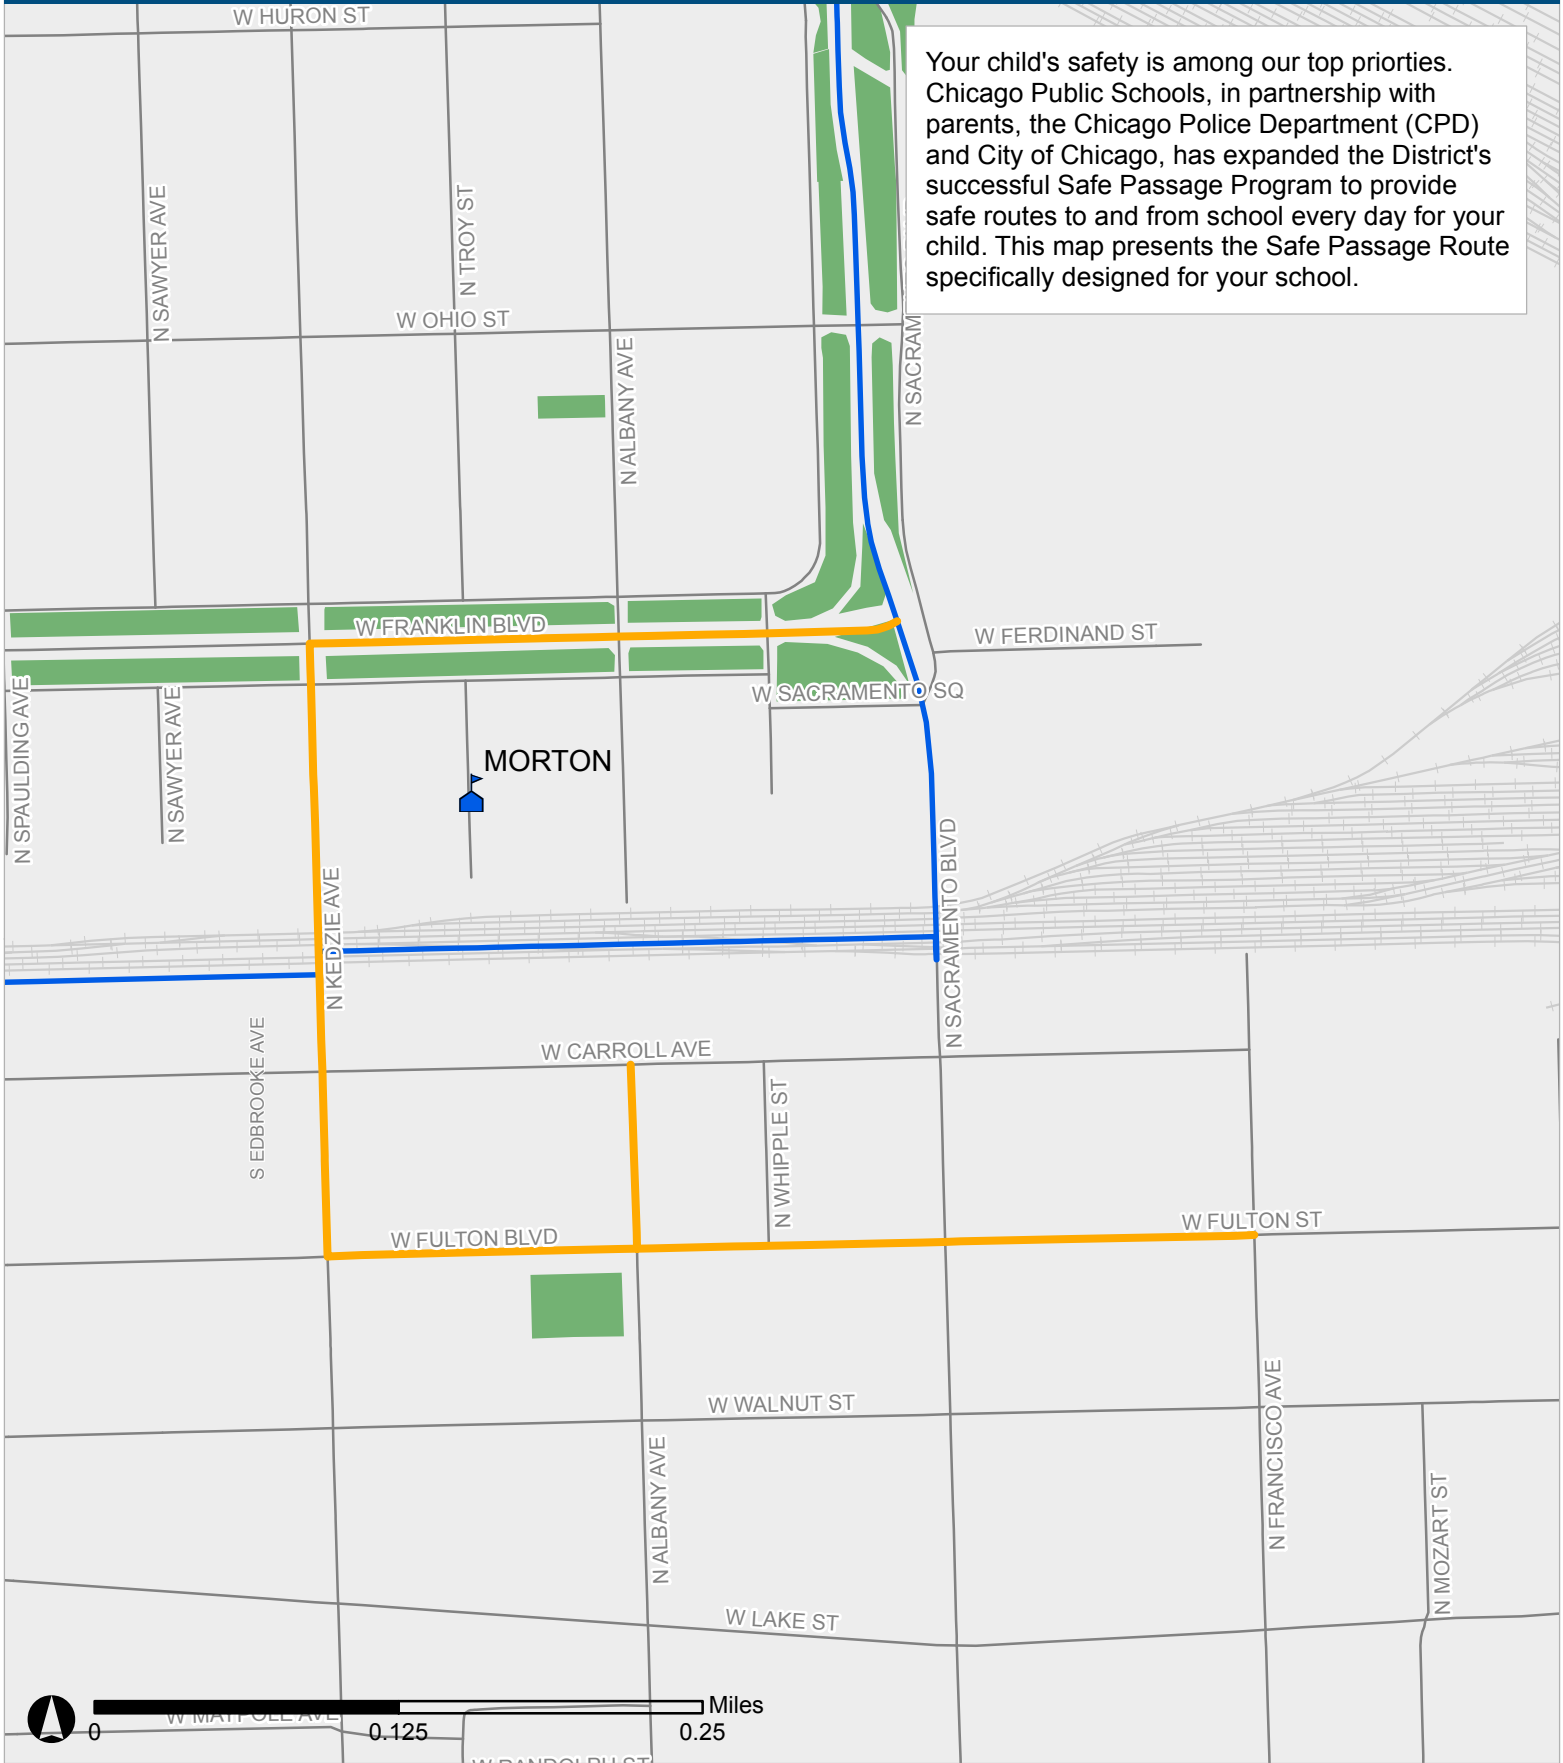 W HURON ST
Your child's safety is among our top priorties.
Chicago Public Schools, in partnership with
parents, the Chicago Police Department (CPD)
and City of Chicago, has expanded the District's
successful Safe Passage Program to provide
safe routes to and from school every day for your
child. This map presents the Safe Passage Route
specifically designed for your school.
N SAWYER AVE
N TROY ST
W OHIO ST
N ALBANY AVE
N SACRAM
W FRANKLIN BLVD
W FERDINAND ST
W SACRAMENTO SQ
N SPAULDING AVE
N SAWYER AVE
MORTON
N KEDZIE AVE
N SACRAMENTO BLVD
S EDBROOKE AVE
W CARROLL AVE
N WHIPPLE ST
W FULTON BLVD
W FULTON ST
W WALNUT ST
N FRANCISCO AVE
N ALBANY AVE
N MOZART ST
W LAKE ST
Miles
W MAYPOLE AVE
0
0.125
0.25
W RANDOLPH ST